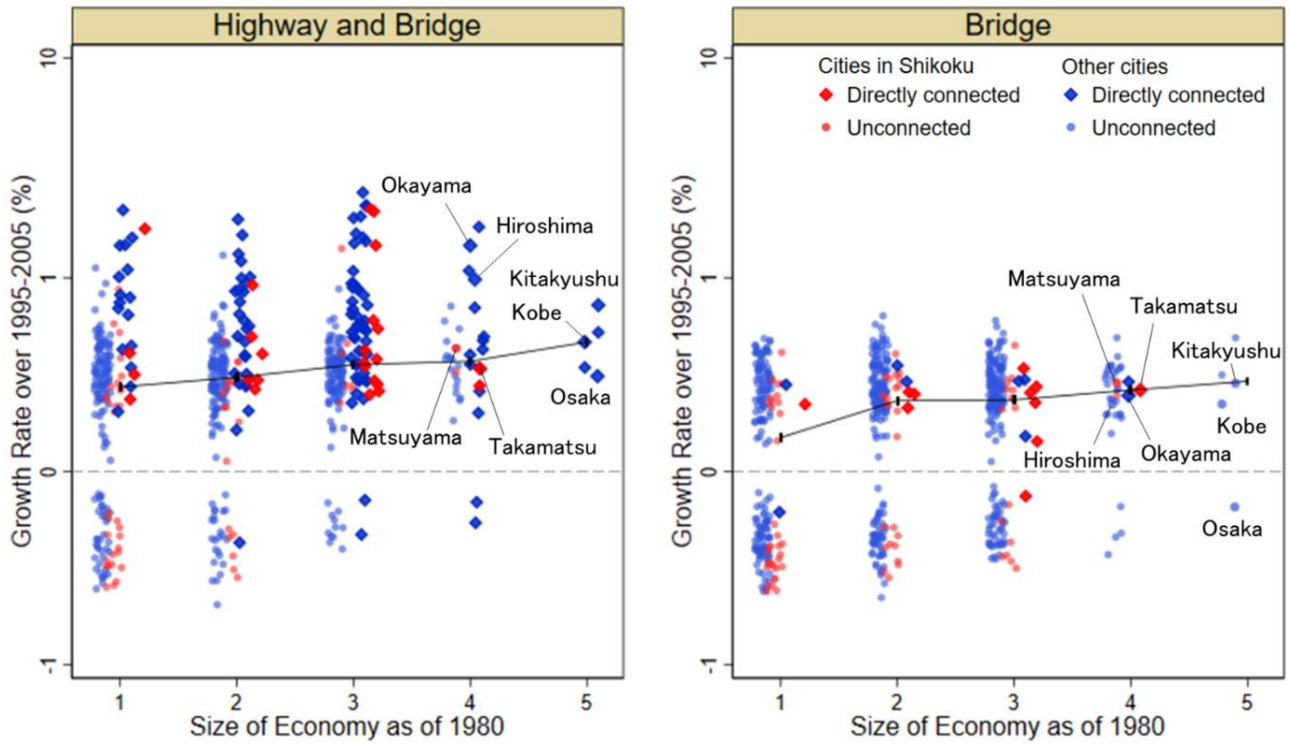 Highway and Bridge
Growth Rate over 1995-2005 (%)
10
1
0
-1
Okayama
Hiroshima
Kitakyushu
Kobe
Osaka
Matsuyama
Takamatsu
1 2 3 4 5
Size of Economy as of 1980
Bridge
Cities in Shikoku
Directly connected
Unconnected
Other cities
Directly connected
Unconnected
Growth Rate over 1995-2005 (%)
10
1
0
-1
Matsuyama
Takamatsu
Kitakyushu
Kobe
Hiroshima
Okayama
Osaka
1 2 3 4 5
Size of Economy as of 1980